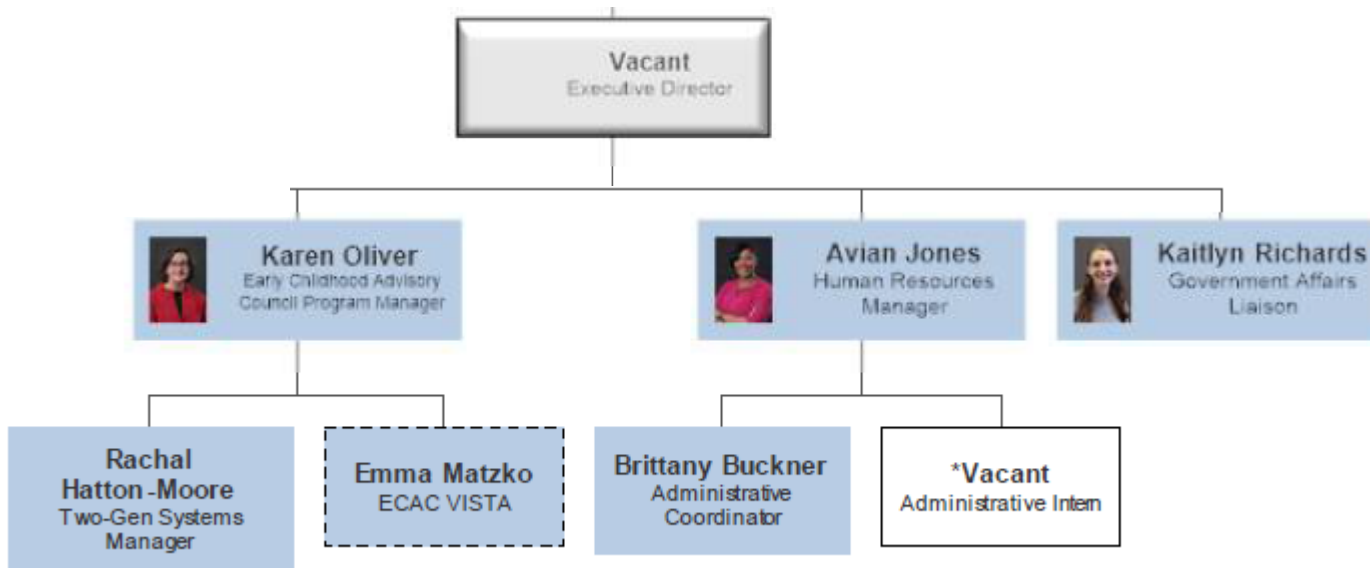 Vacant
Executive Director
Karen Oliver
Early Childhood Advisory
Council Program Manager
Avian Jones
Human Resources
Manager
Kaitlyn Richards
Government Affairs
Liaison
Rachal
Hatton-Moore
Two-Gen Systems
Manager
Emma Matzko
ECAC VISTA
Brittany Buckner
Administrative
Coordinator
*Vacant
Administrative Intern